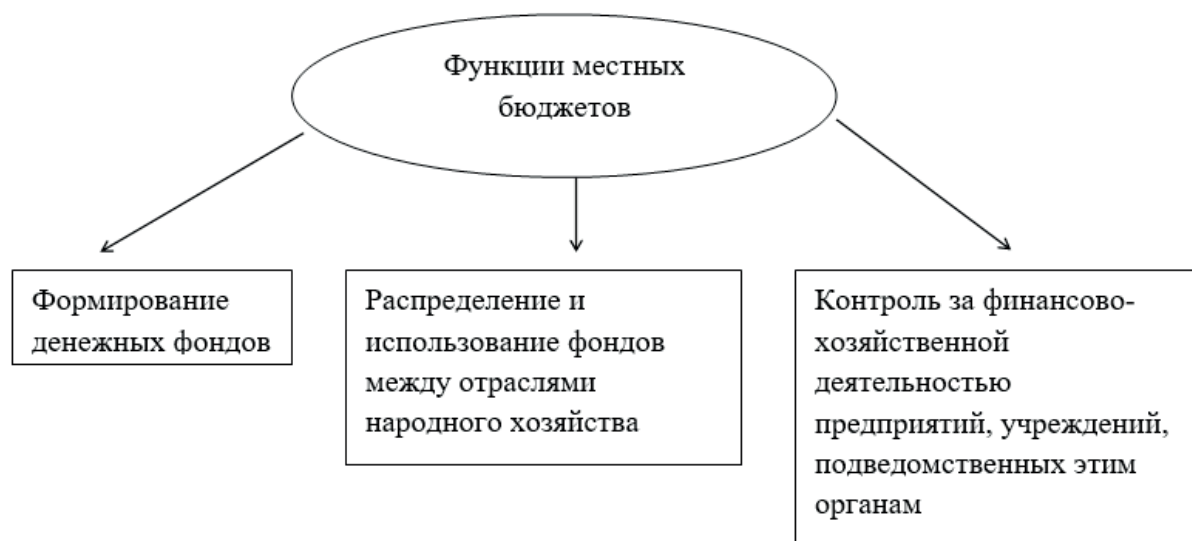 Функции местных
бюджетов
Формирование
денежных фондов
Распределение и
использование фондов
между отраслями
народного хозяйства
Контроль за финансово-
хозяйственной
деятельностью
предприятий, учреждений,
подведомственных этим
органам